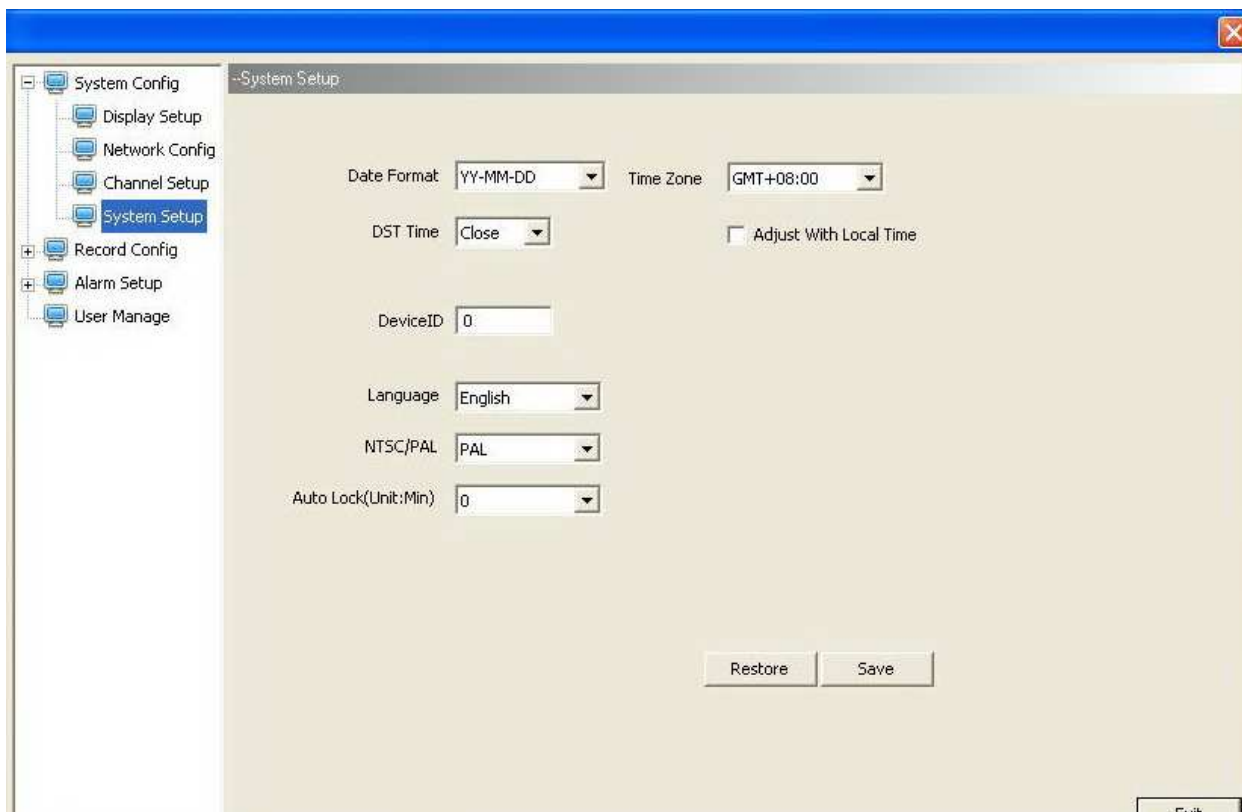 System Config
Display Setup
Network Config
Channel Setup
System Setup
Record Config
Alarm Setup
User Manage
--System Setup
Date Format YY-MM-DD Time Zone GMT+08:00
DST Time Close Adjust With Local Time
DeviceID 0
Language English
NTSC/PAL PAL
Auto Lock(Unit:Min) 0
Restore Save
Exit